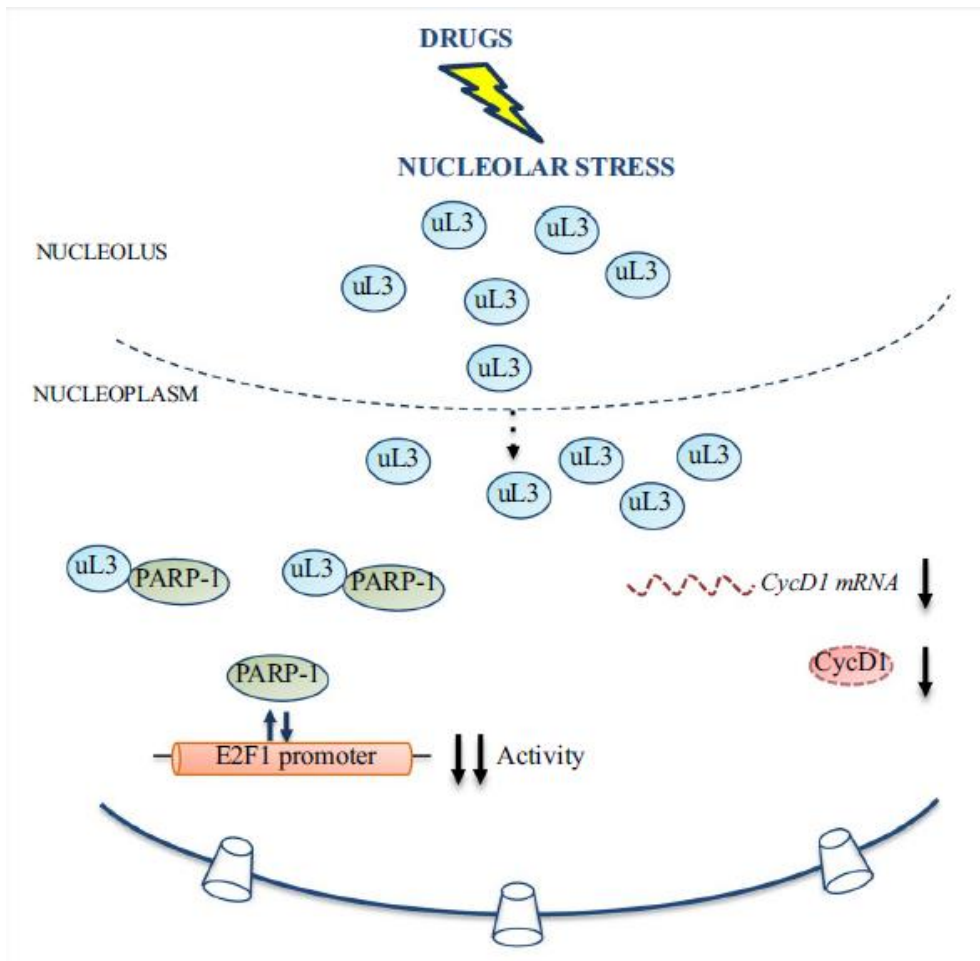 DRUGS
NUCLEOLAR STRESS
uL3
uL3
NUCLEOLUS
uL3
uL3
uL3
uL3
NUCLEOPLASM
uL3
uL3
uL3
uL3
uL3
uL3
PARP-1
uL3
PARP-1
CycD1 mRNA
PARP-1
CycD1
E2F1 promoter
Activity